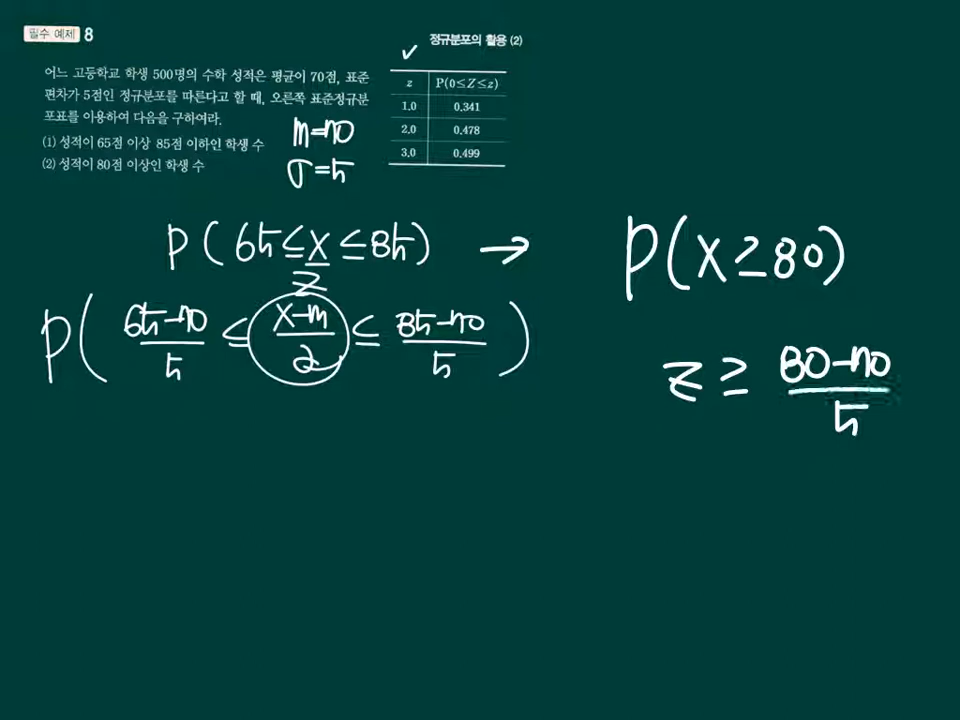 필수 예제 8
정규분포의 활용 (2)
어느 고등학교 학생 500명의 수학 성적은 평균이 70점, 표준
편차가 5점인 정규분포를 따른다고 할 때, 오른쪽 표준정규분
포표를 이용하여 다음을 구하여라.
(1) 성적이 65점 이상 85점 이하인 학생 수
(2) 성적이 80점 이상인 학생 수
✓
z P(0≤Z≤z)
1.0 0.341
2.0 0.478
3.0 0.499
m=70
σ=5
P(65≤X≤85) →
Z
P((65-70)/5 ≤ (X-m)/2 ≤ (85-70)/5)
P(X≥80)
Z ≥ (80-70)/5